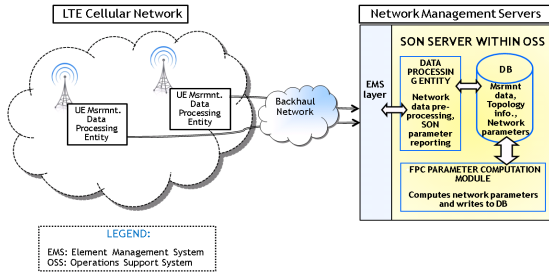 LTE Cellular Network
UE Msrmnt.
Data
Processing
Entity
UE Msrmnt.
Data
Processing
Entity
Backhaul
Network
Network Management Servers
SON SERVER WITHIN OSS
EMS
layer
DATA
PROCESSIN
G ENTITY
Network
data pre-
processing,
SON
parameter
reporting
DB
Msrmnt
data,
Topology
info.,
Network
parameters
FPC PARAMETER COMPUTATION
MODULE
Computes network parameters
and writes to DB
LEGEND:
EMS: Element Management System
OSS: Operations Support System